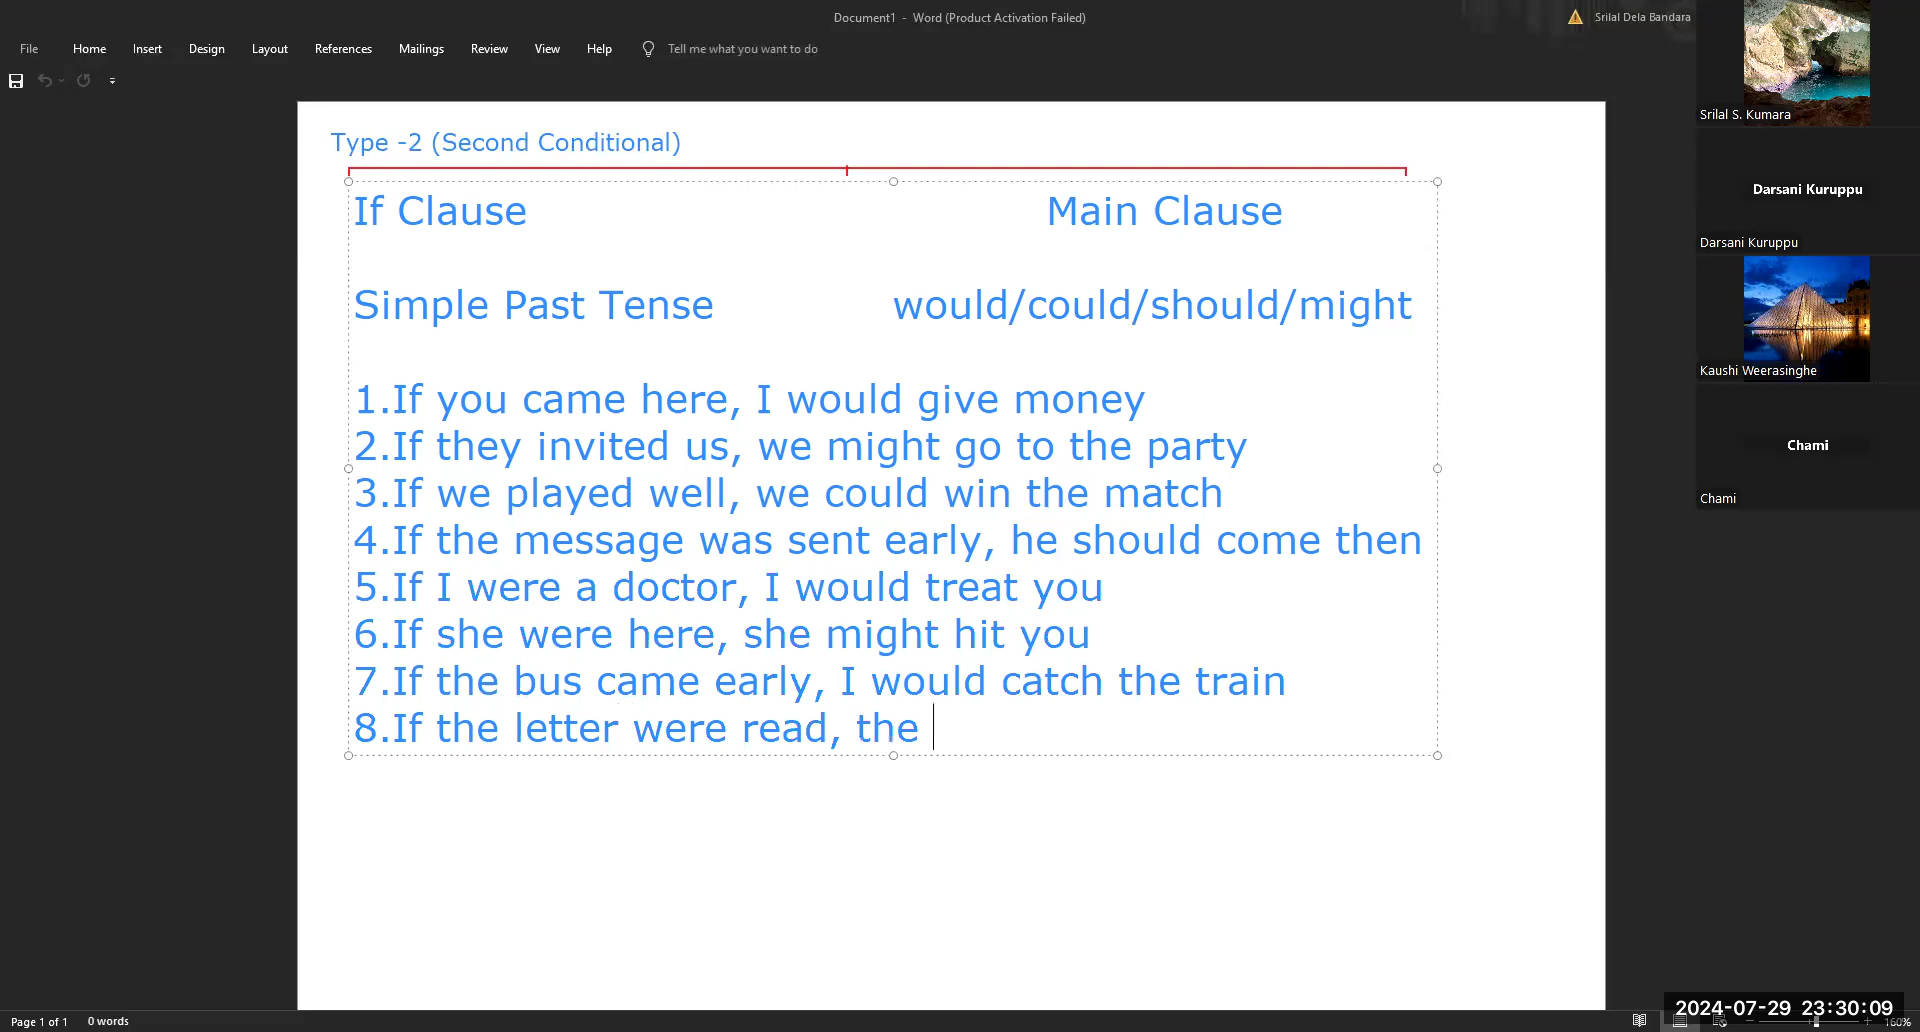 Document1 - Word (Product Activation Failed)
Srilal Dela Bandara
File Home Insert Design Layout References Mailings Review View Help Tell me what you want to do
Srilal S. Kumara
Type -2 (Second Conditional)
If Clause Main Clause
Simple Past Tense would/could/should/might
1.If you came here, I would give money
2.If they invited us, we might go to the party
3.If we played well, we could win the match
4.If the message was sent early, he should come then
5.If I were a doctor, I would treat you
6.If she were here, she might hit you
7.If the bus came early, I would catch the train
8.If the letter were read, the
Darsani Kuruppu
Darsani Kuruppu
Kaushi Weerasinghe
Chami
Chami
2024-07-29 23:30:09
Page 1 of 1 0 words
160%